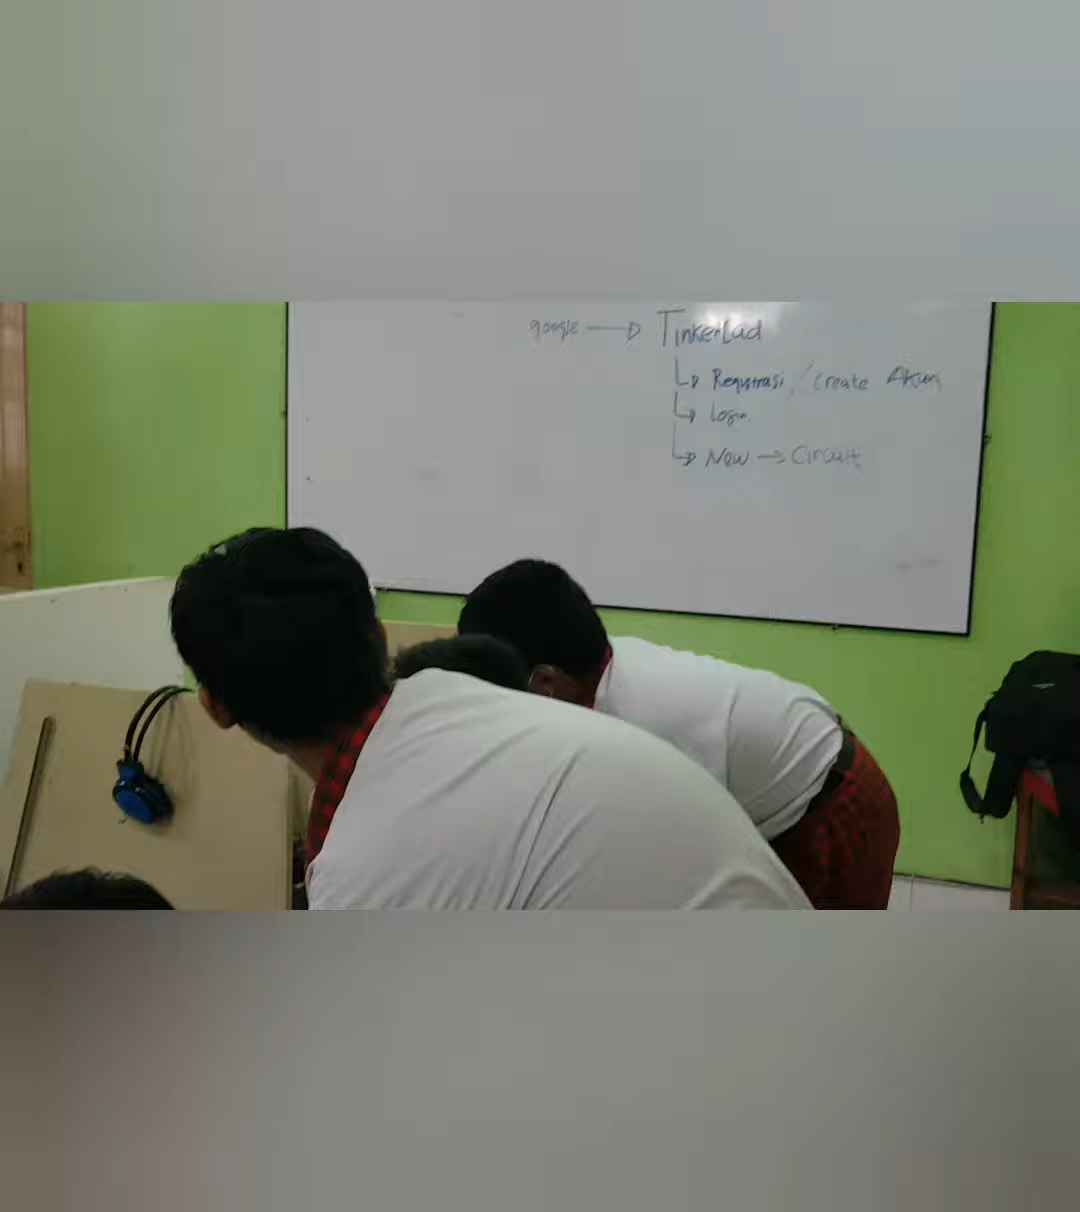 google → TinkerCad
↳ Registrasi / Create Akun
↳ Login
↳ New → Circuit